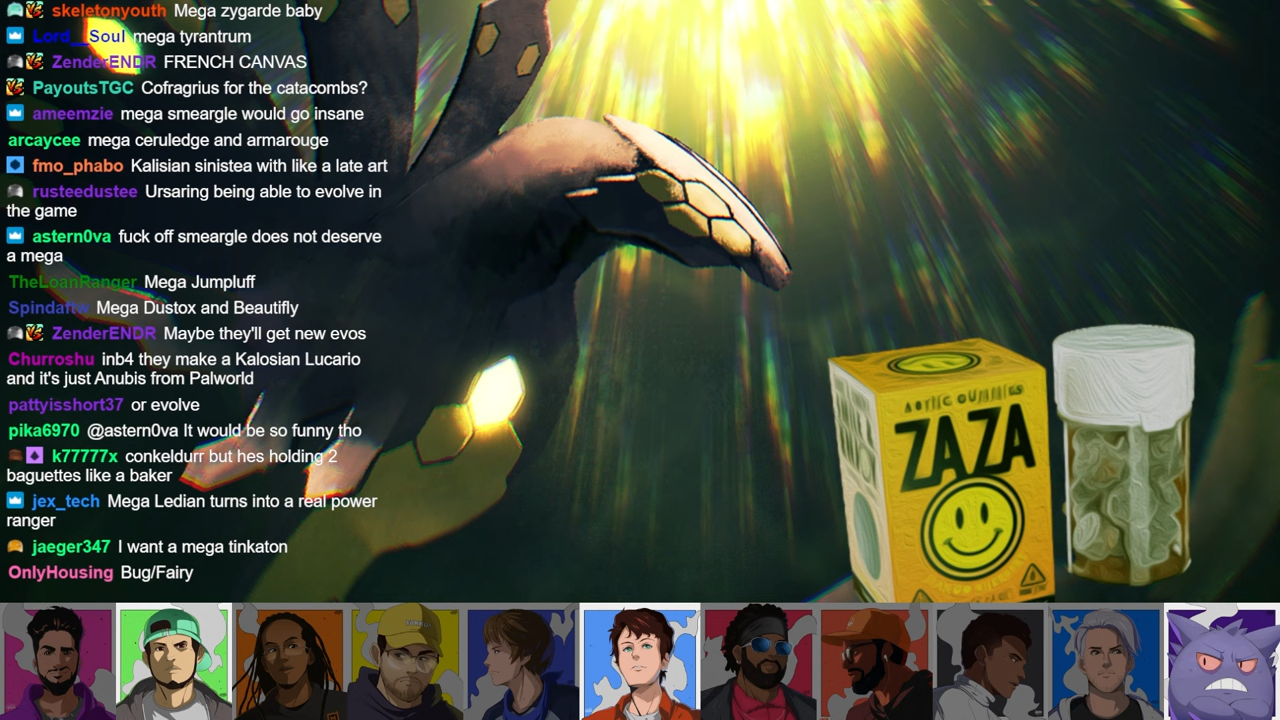 skeletonyouth Mega zygarde baby
Lord__Soul mega tyrantrum
ZenderENDR FRENCH CANVAS
PayoutsTGC Cofragrius for the catacombs?
ameemzie mega smeargle would go insane
arcaycee mega ceruledge and armarouge
fmo_phabo Kalisian sinistea with like a late art
rusteedustee Ursaring being able to evolve in
the game
astern0va fuck off smeargle does not deserve
a mega
TheLoanRanger Mega Jumpluff
Spindaftw Mega Dustox and Beautifly
ZenderENDR Maybe they'll get new evos
Churroshu inb4 they make a Kalosian Lucario
and it's just Anubis from Palworld
pattyisshort37 or evolve
pika6970 @astern0va It would be so funny tho
k77777x conkeldurr but hes holding 2
baguettes like a baker
jex_tech Mega Ledian turns into a real power
ranger
jaeger347 I want a mega tinkaton
OnlyHousing Bug/Fairy
ZAZA